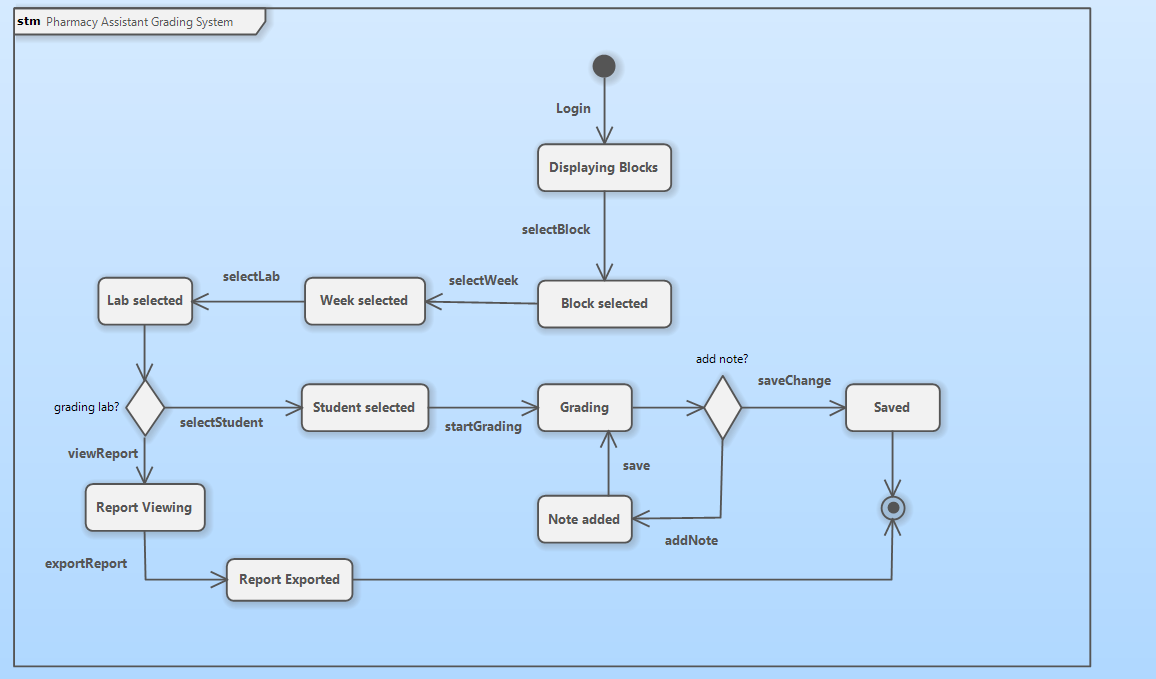 stm Pharmacy Assistant Grading System
Login
Displaying Blocks
selectBlock
selectLab
selectWeek
Lab selected
Week selected
Block selected
add note?
saveChange
grading lab?
Student selected
Grading
Saved
selectStudent
startGrading
viewReport
save
Report Viewing
Note added
addNote
exportReport
Report Exported